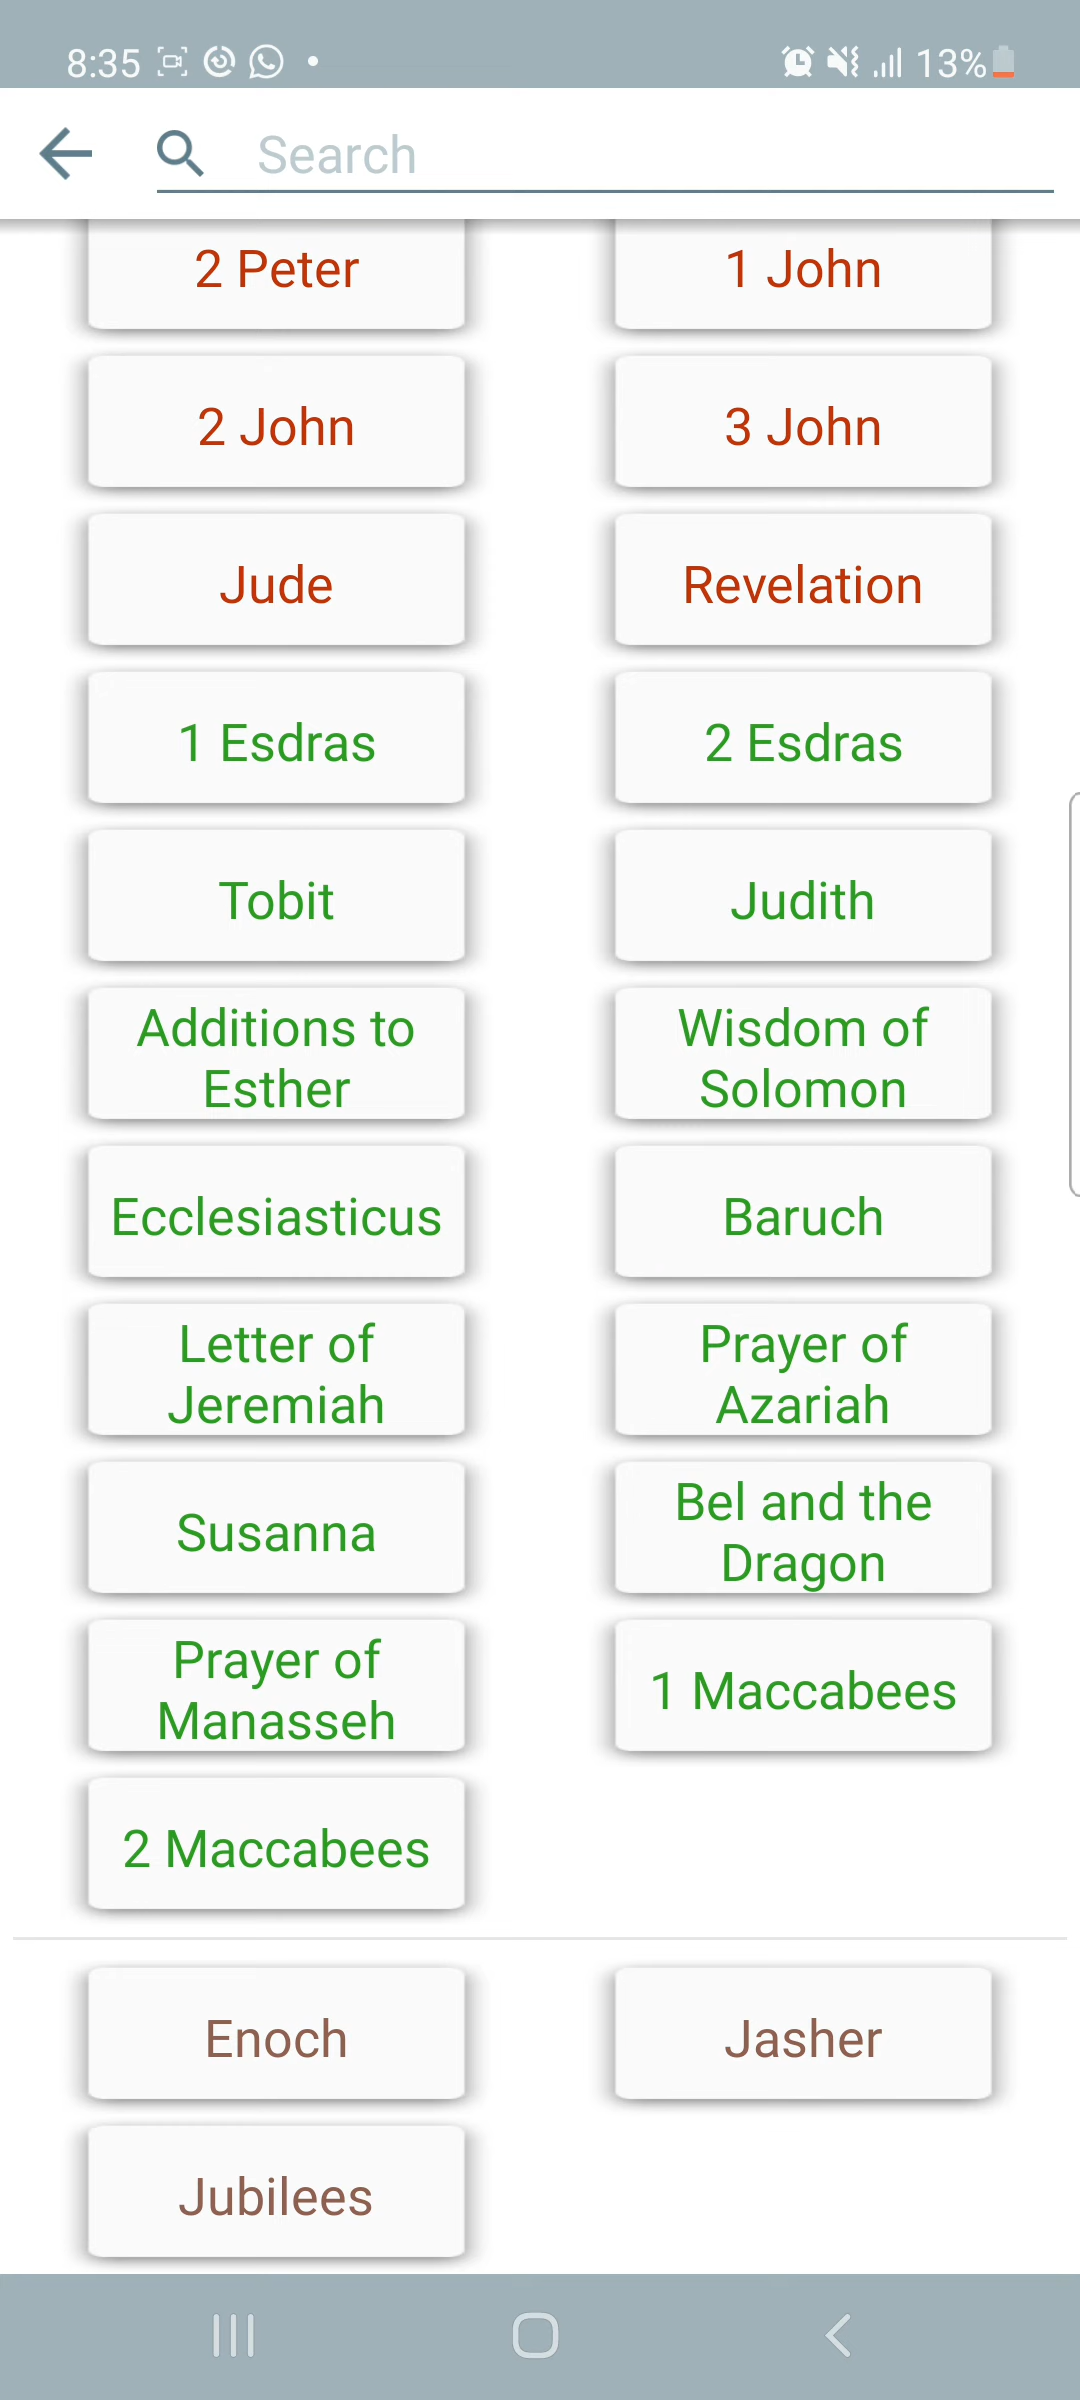 8:35
13%
Search
2 Peter
1 John
2 John
3 John
Jude
Revelation
1 Esdras
2 Esdras
Tobit
Judith
Additions to
Esther
Wisdom of
Solomon
Ecclesiasticus
Baruch
Letter of
Jeremiah
Prayer of
Azariah
Susanna
Bel and the
Dragon
Prayer of
Manasseh
1 Maccabees
2 Maccabees
Enoch
Jasher
Jubilees